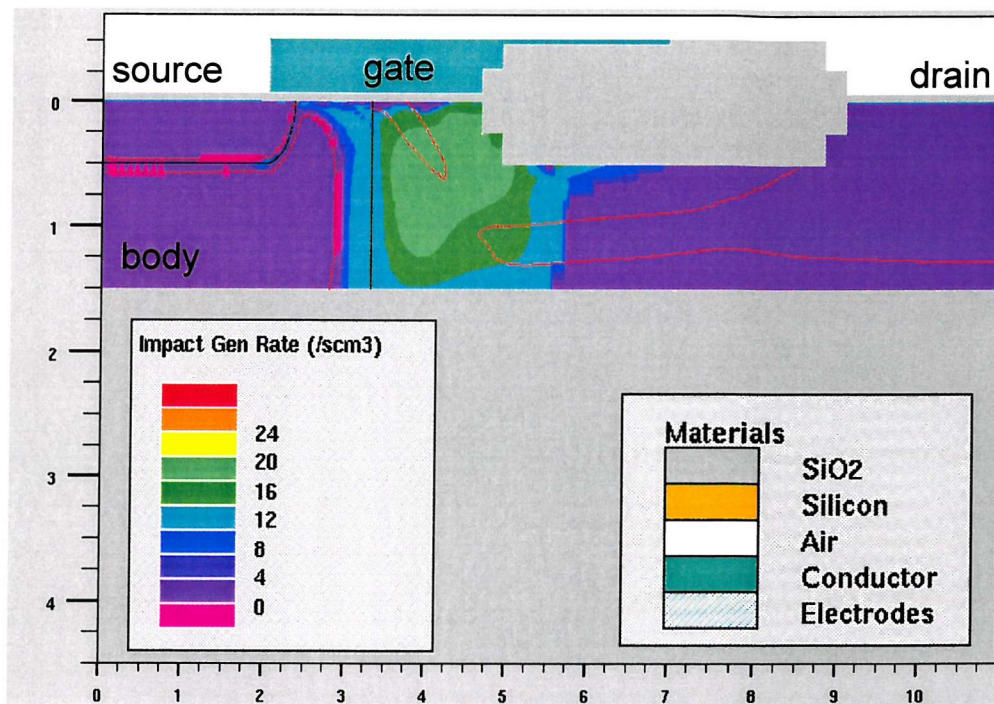 source
gate
drain
0
body
1
2
3
4
Impact Gen Rate (/scm3)
24
20
16
12
8
4
0
Materials
SiO2
Silicon
Air
Conductor
Electrodes
0 1 2 3 4 5 6 7 8 9 10